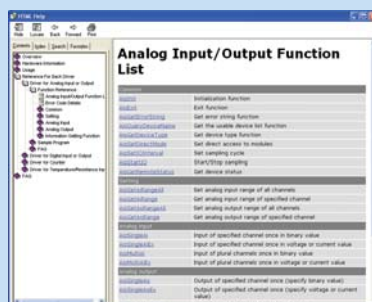 HTML Help
Hide Locate Back Forward Print
Contents Index Search Favorites
Overview
Hardware Information
Usage
Reference For Each Driver
Driver for Analog Input or Output
Function Reference
Analog Input/Output Function L
Error Code Details
Common
Setting
Analog Input
Analog Output
Information Getting Function
Sample Program
FAQ
Driver for Digital Input or Output
Driver for Counter
Driver for Temperature/Resistance Inp
FAQ
Analog Input/Output Function List
Common
Initialization function
Exit function
Get error string function
Get the usable device list function
Get device type function
Get direct access to modules
Set sampling cycle
Start/Stop sampling
Get device status
Setting
Set analog input range of all channels
Set analog input range of specified channel
Set analog output range of all channels
Set analog output range of specified channel
Analog input
Input of specified channel once in binary value
Input of specified channel once in voltage or current value
Input of plural channels once in binary value
Input of plural channels once in voltage or current value
Analog output
Output of specified channel once (specify binary value)
Output of specified channel once (specify voltage or current value)